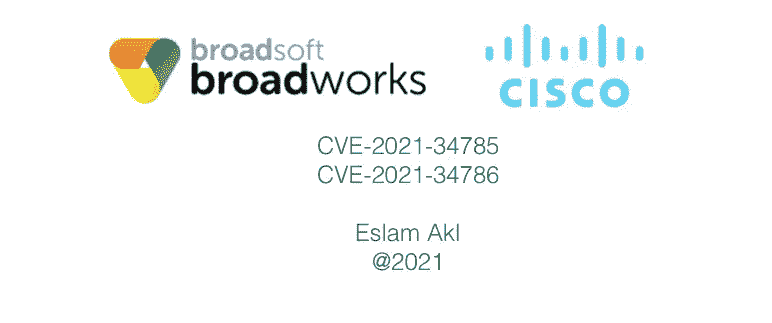 broadsoft
broadworks
CISCO
CVE-2021-34785
CVE-2021-34786
Eslam Akl
@2021